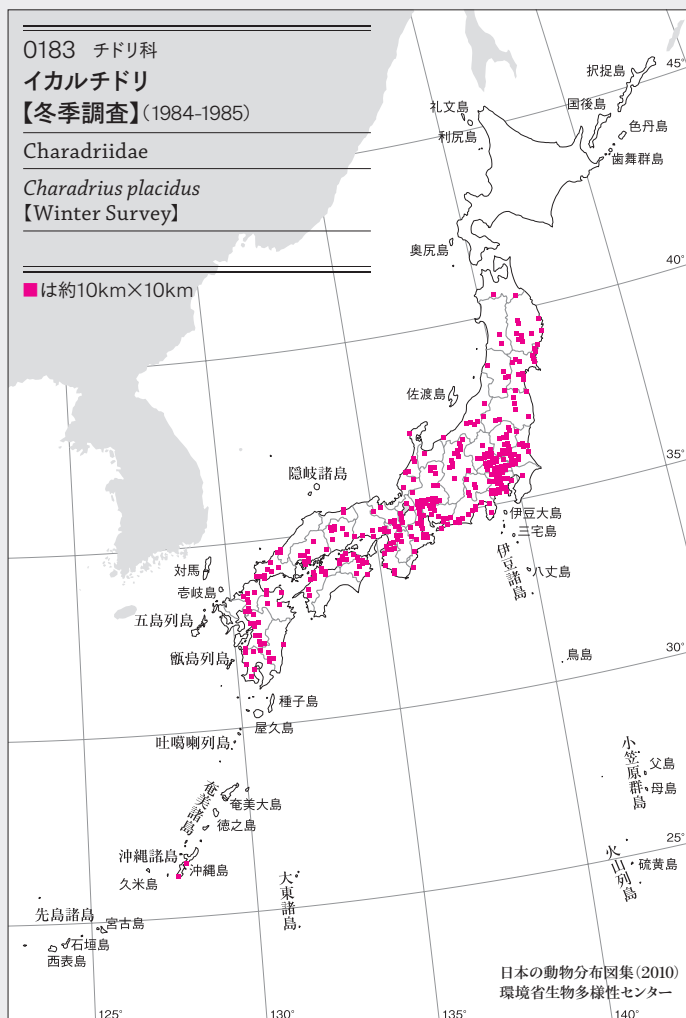 0183 チドリ科
イカルチドリ
【冬季調査】(1984-1985)
Charadriidae
Charadrius placidus
【Winter Survey】
■は約10km×10km
択捉島
45°
礼文島
国後島
利尻島
色丹島
歯舞群島
奥尻島
40°
佐渡島
35°
隠岐諸島
伊豆大島
三宅島
伊豆諸島
八丈島
対馬
壱岐島
五島列島
甑島列島
鳥島
30°
種子島
屋久島
吐噶喇列島
小笠原群島
父島
母島
奄美諸島
奄美大島
徳之島
25°
沖縄諸島
沖縄島
久米島
火山列島
硫黄島
大東諸島
先島諸島
宮古島
石垣島
西表島
日本の動物分布図集(2010)
環境省生物多様性センター
125°
130°
135°
140°